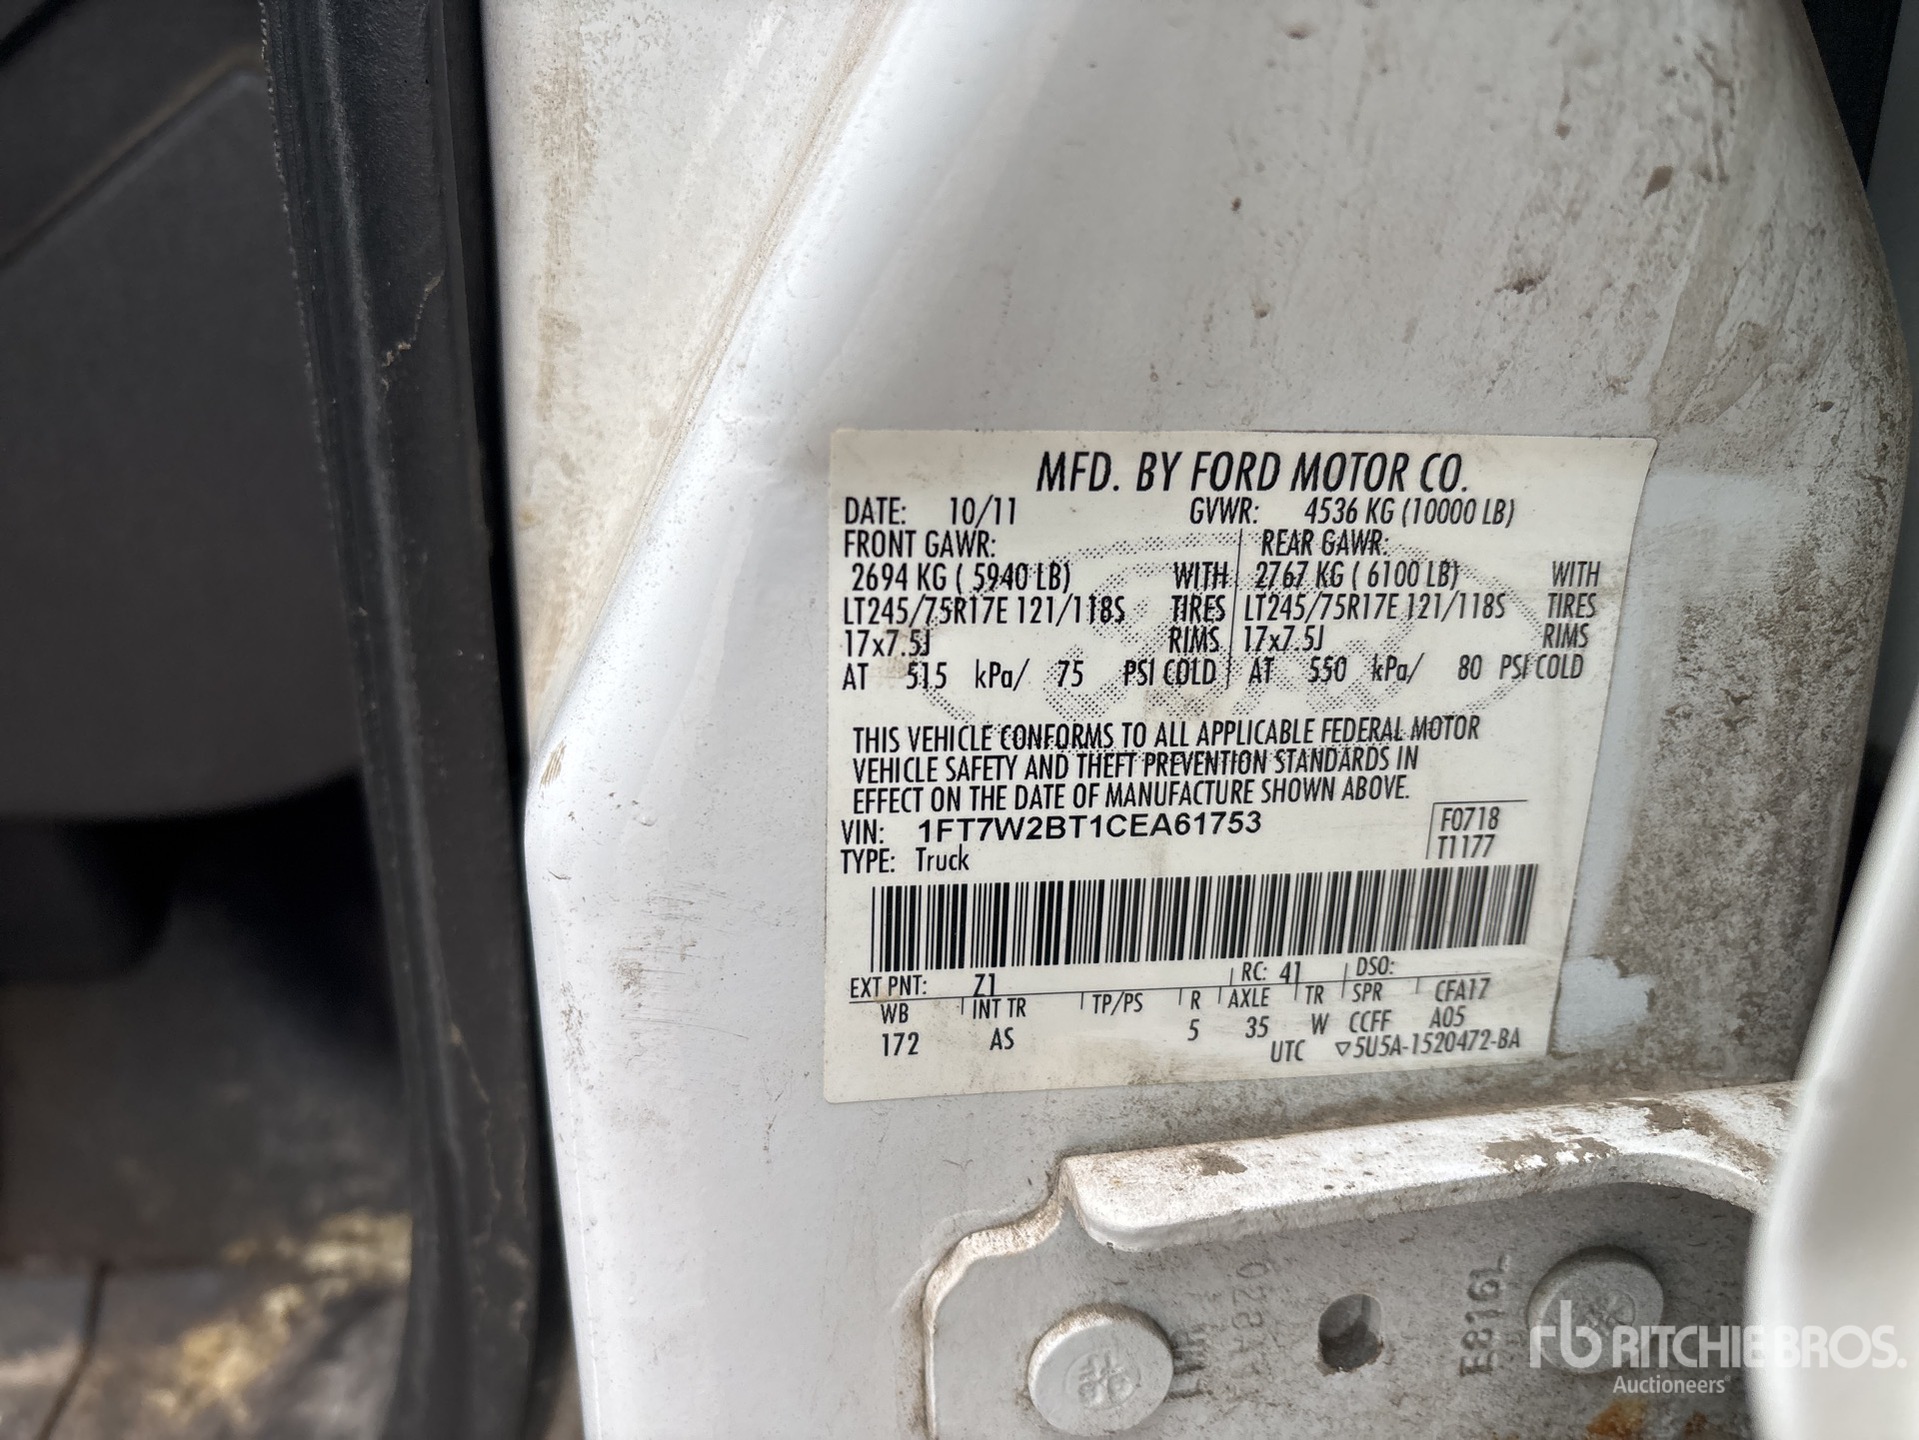 MFD. BY FORD MOTOR CO.
DATE: 10/11 GVWR: 4536 KG (10000 LB)
FRONT GAWR: REAR GAWR:
2694 KG ( 5940 LB) WITH 2767 KG ( 6100 LB) WITH
LT245/75R17E 121/118S TIRES LT245/75R17E 121/118S TIRES
17x7.5J RIMS 17x7.5J RIMS
AT 515 kPa/ 75 PSI COLD AT 550 kPa/ 80 PSI COLD
THIS VEHICLE CONFORMS TO ALL APPLICABLE FEDERAL MOTOR
VEHICLE SAFETY AND THEFT PREVENTION STANDARDS IN
EFFECT ON THE DATE OF MANUFACTURE SHOWN ABOVE.
VIN: 1FT7W2BT1CEA61753 F0718
TYPE: Truck T1177
EXT PNT: Z1 RC: 41 DSO:
WB INT TR TP/PS R AXLE TR SPR CFA17
172 AS 5 35 W CCFF A05
UTC ▽5U5A-1520472-BA
E8161L
rb RITCHIE BROS.
Auctioneers